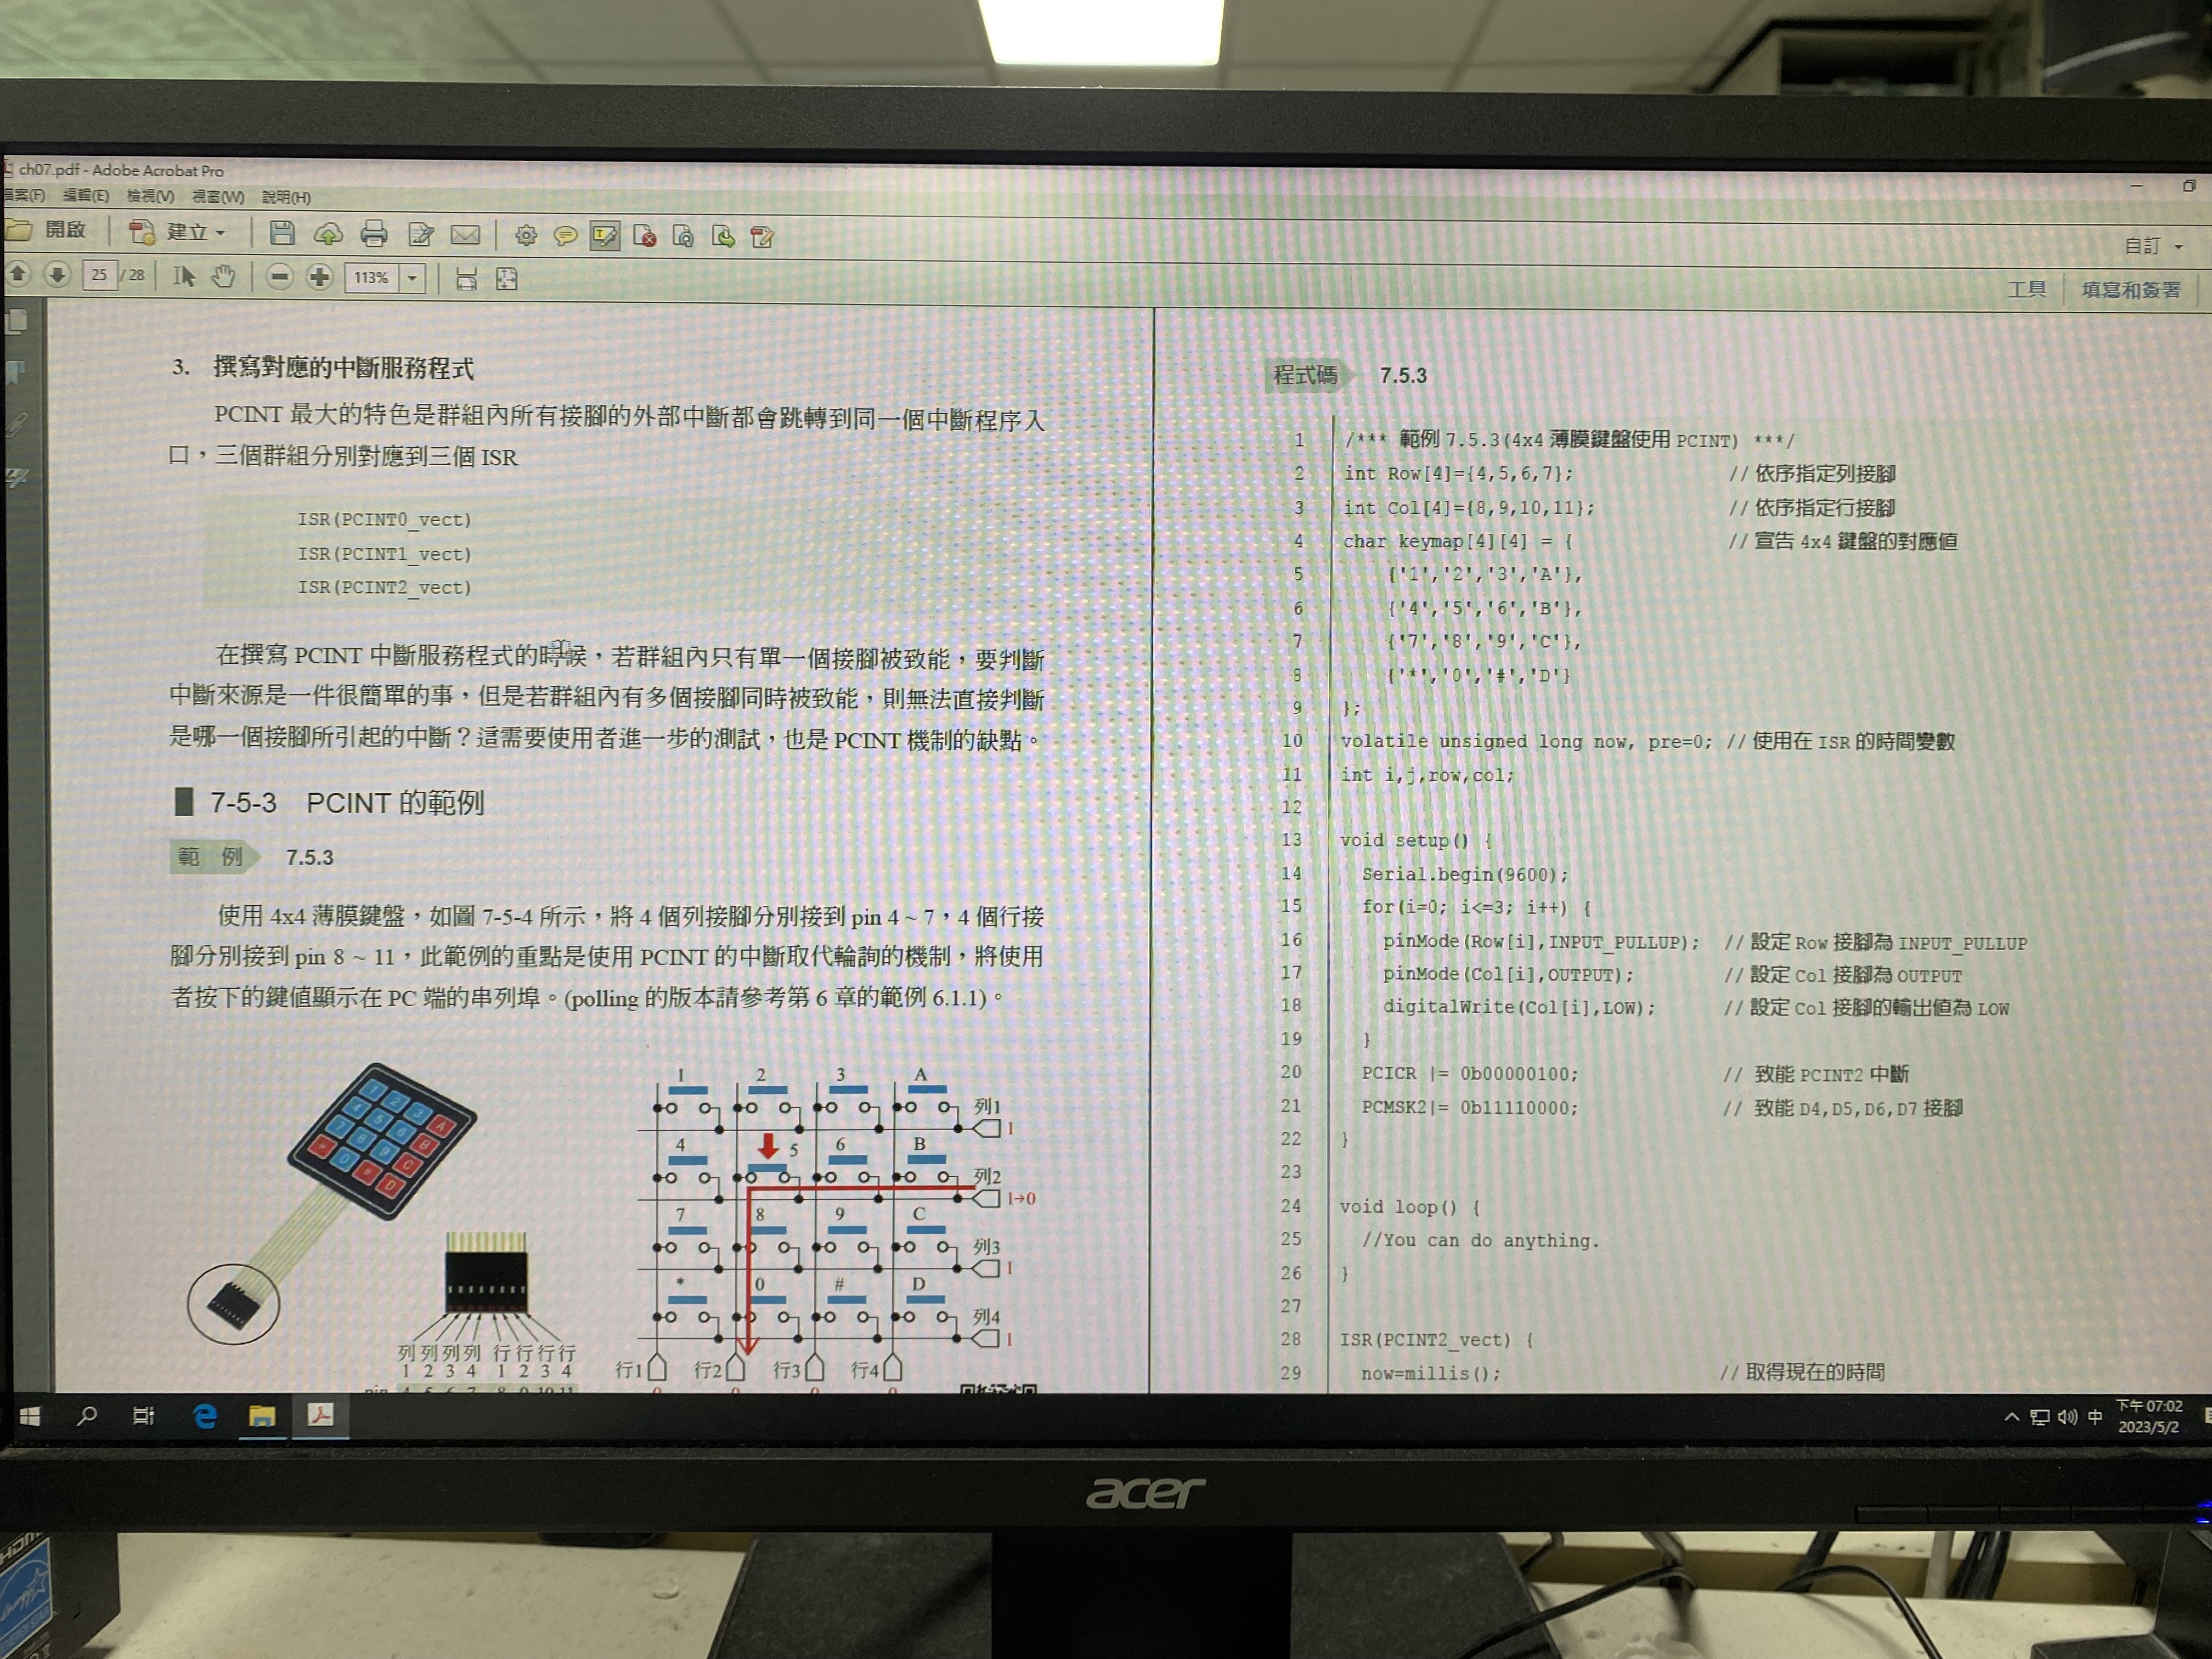 ch07.pdf - Adobe Acrobat Pro
檔案(F) 編輯(E) 檢視(V) 視窗(W) 說明(H)
開啟 建立 自訂
25 / 28 113% 工具 填寫和簽署
3. 撰寫對應的中斷服務程式
PCINT 最大的特色是群組內所有接腳的外部中斷都會跳轉到同一個中斷程序入
口，三個群組分別對應到三個 ISR
ISR(PCINT0_vect)
ISR(PCINT1_vect)
ISR(PCINT2_vect)
在撰寫 PCINT 中斷服務程式的時候，若群組內只有單一個接腳被致能，要判斷
中斷來源是一件很簡單的事，但是若群組內有多個接腳同時被致能，則無法直接判斷
是哪一個接腳所引起的中斷？這需要使用者進一步的測試，也是 PCINT 機制的缺點。
7-5-3 PCINT 的範例
範 例 7.5.3
使用 4x4 薄膜鍵盤，如圖 7-5-4 所示，將 4 個列接腳分別接到 pin 4 ~ 7，4 個行接
腳分別接到 pin 8 ~ 11，此範例的重點是使用 PCINT 的中斷取代輪詢的機制，將使用
者按下的鍵值顯示在 PC 端的串列埠。(polling 的版本請參考第 6 章的範例 6.1.1)。
1 2 3 A
4 5 6 B
7 8 9 C
* 0 # D
列 列 列 列 行 行 行 行
1 2 3 4 1 2 3 4
pin 4 5 6 7 8 9 10 11
1 2 3 A 列1
1
4 5 6 B 列2
1→0
7 8 9 C 列3
1
* 0 # D 列4
1
行1 行2 行3 行4
0 0 0 0
程式碼 7.5.3
1 /*** 範例 7.5.3(4x4 薄膜鍵盤使用 PCINT) ***/
2 int Row[4]={4,5,6,7}; // 依序指定列接腳
3 int Col[4]={8,9,10,11}; // 依序指定行接腳
4 char keymap[4][4] = { // 宣告 4x4 鍵盤的對應值
5 {'1','2','3','A'},
6 {'4','5','6','B'},
7 {'7','8','9','C'},
8 {'*','0','#','D'}
9 };
10 volatile unsigned long now, pre=0; // 使用在 ISR 的時間變數
11 int i,j,row,col;
12
13 void setup() {
14 Serial.begin(9600);
15 for(i=0; i<=3; i++) {
16 pinMode(Row[i],INPUT_PULLUP); // 設定 Row 接腳為 INPUT_PULLUP
17 pinMode(Col[i],OUTPUT); // 設定 Col 接腳為 OUTPUT
18 digitalWrite(Col[i],LOW); // 設定 Col 接腳的輸出值為 LOW
19 }
20 PCICR |= 0b00000100; // 致能 PCINT2 中斷
21 PCMSK2|= 0b11110000; // 致能 D4,D5,D6,D7 接腳
22 }
23
24 void loop() {
25 //You can do anything.
26 }
27
28 ISR(PCINT2_vect) {
29 now=millis(); // 取得現在的時間
中 下午 07:02
2023/5/2
acer
HDMI